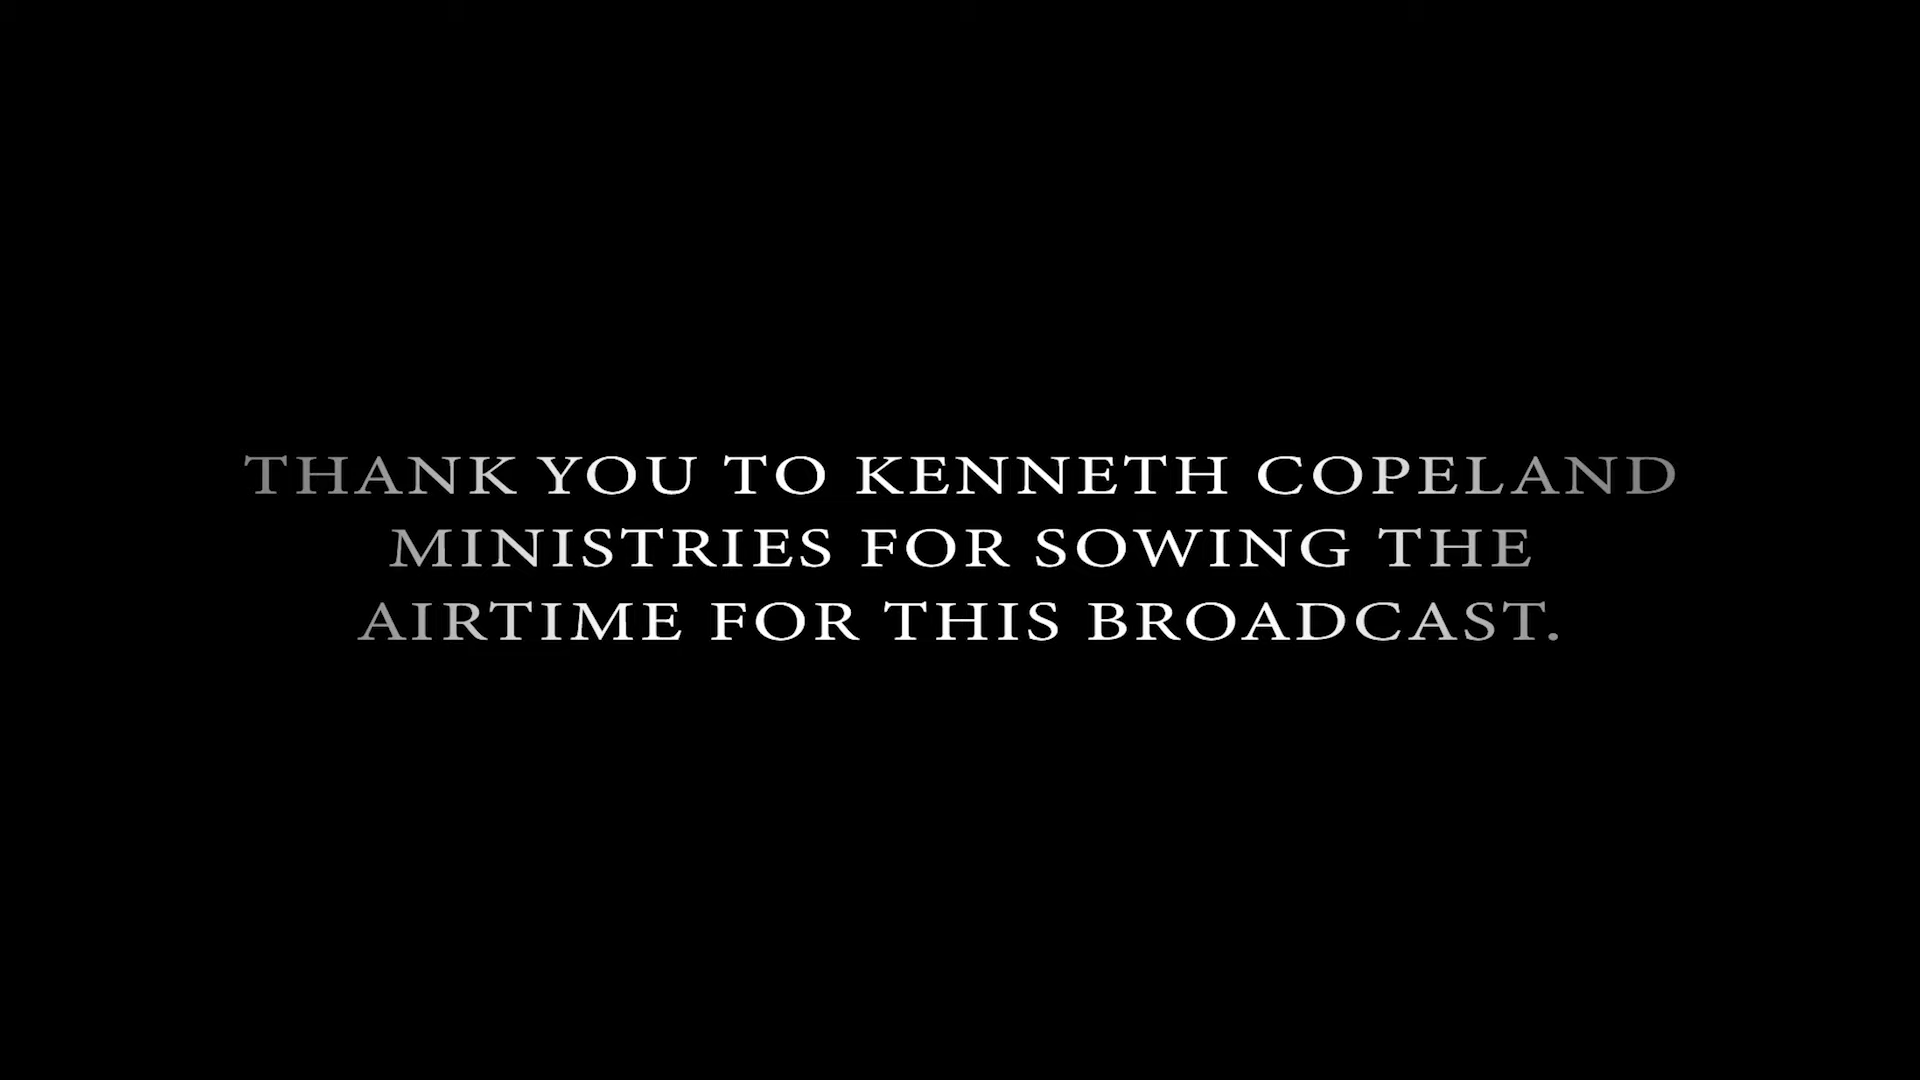 THANK YOU TO KENNETH COPELAND
MINISTRIES FOR SOWING THE
AIRTIME FOR THIS BROADCAST.